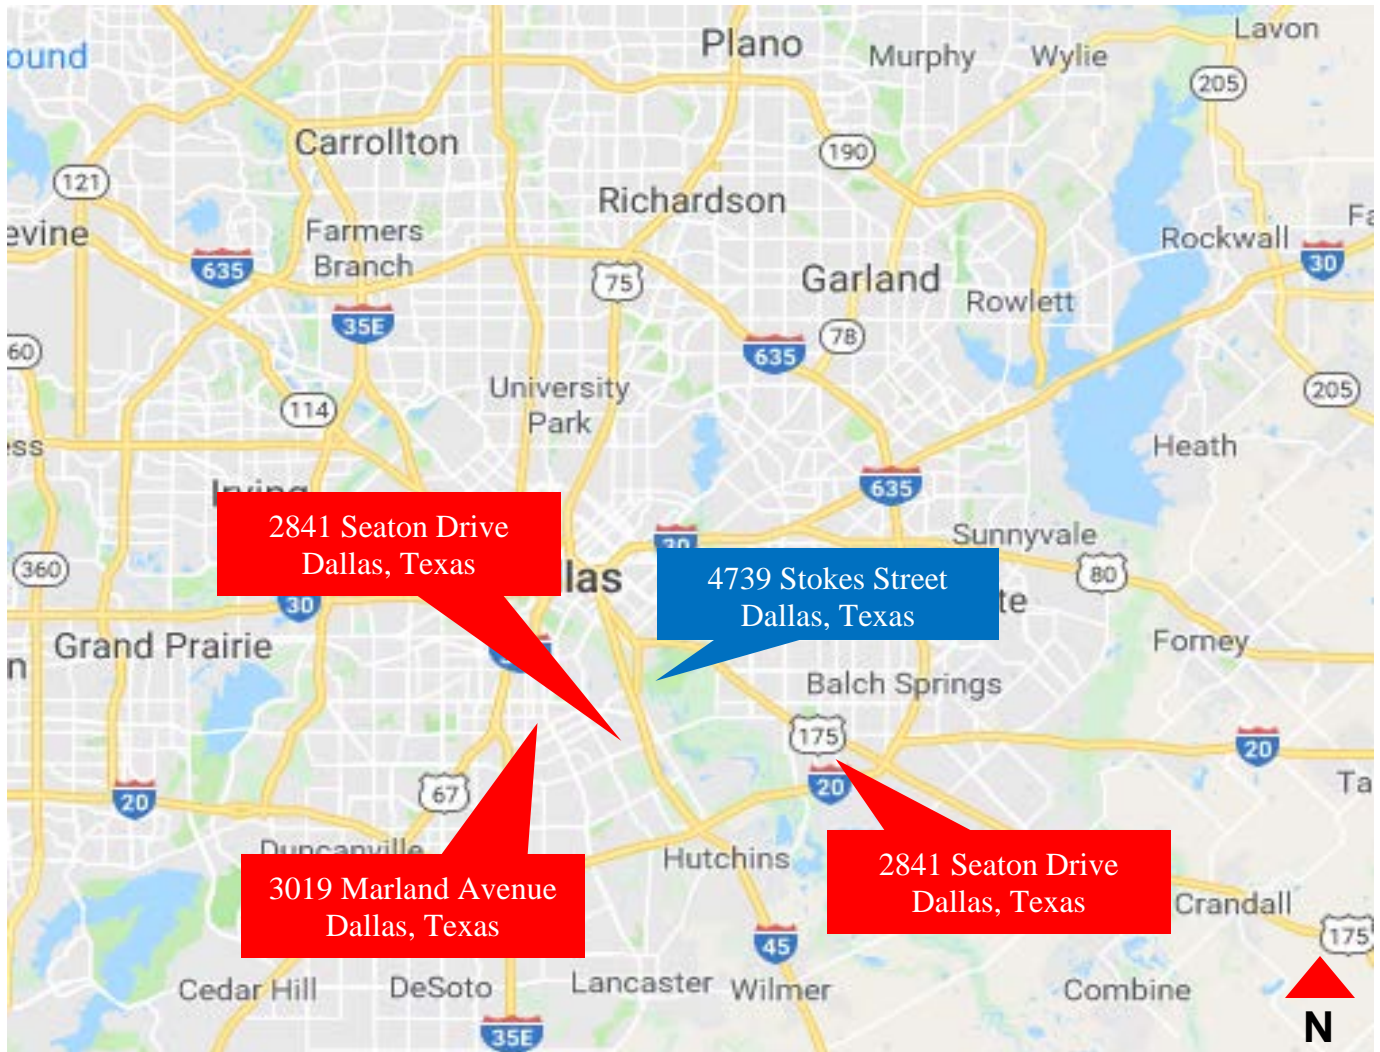 Lavon
Plano
Murphy
Wylie
ound
205
Carrollton
190
121
Richardson
Farmers
Branch
evine
Rockwall
635
75
30
Garland
Rowlett
35E
78
60
635
University
Park
205
114
ess
Heath
635
Irving
2841 Seaton Drive
Dallas, Texas
30
Sunnyvale
360
las
4739 Stokes Street
Dallas, Texas
80
30
te
Grand Prairie
Forney
n
Balch Springs
175
20
20
67
20
Ta
Duncanville
Hutchins
3019 Marland Avenue
Dallas, Texas
2841 Seaton Drive
Dallas, Texas
Crandall
45
175
Cedar Hill
DeSoto
Lancaster
Wilmer
Combine
35E
N